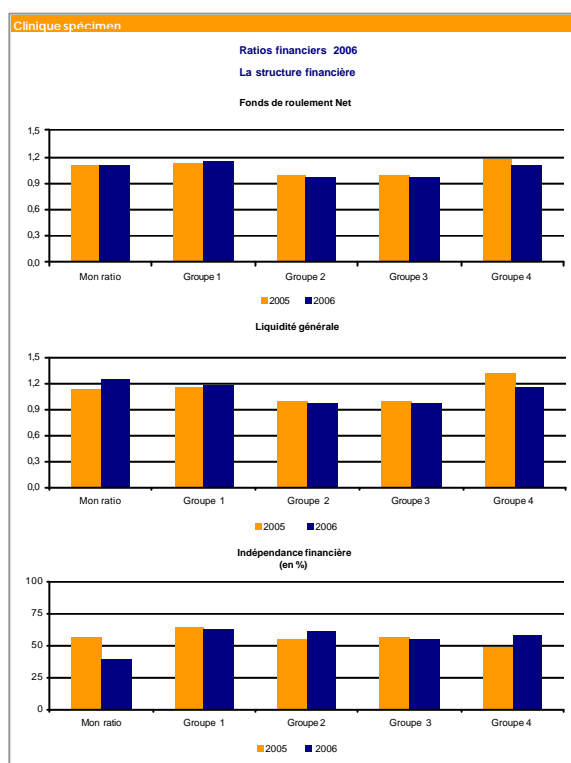 Clinique spécimen
Ratios financiers 2006
La structure financière
Fonds de roulement Net
1,5
1,2
0,9
0,6
0,3
0,0
Mon ratio Groupe 1 Groupe 2 Groupe 3 Groupe 4
2005 2006
Liquidité générale
1,5
1,2
0,9
0,6
0,3
0,0
Mon ratio Groupe 1 Groupe 2 Groupe 3 Groupe 4
2005 2006
Indépendance financière
(en %)
100
75
50
25
0
Mon ratio Groupe 1 Groupe 2 Groupe 3 Groupe 4
2005 2006